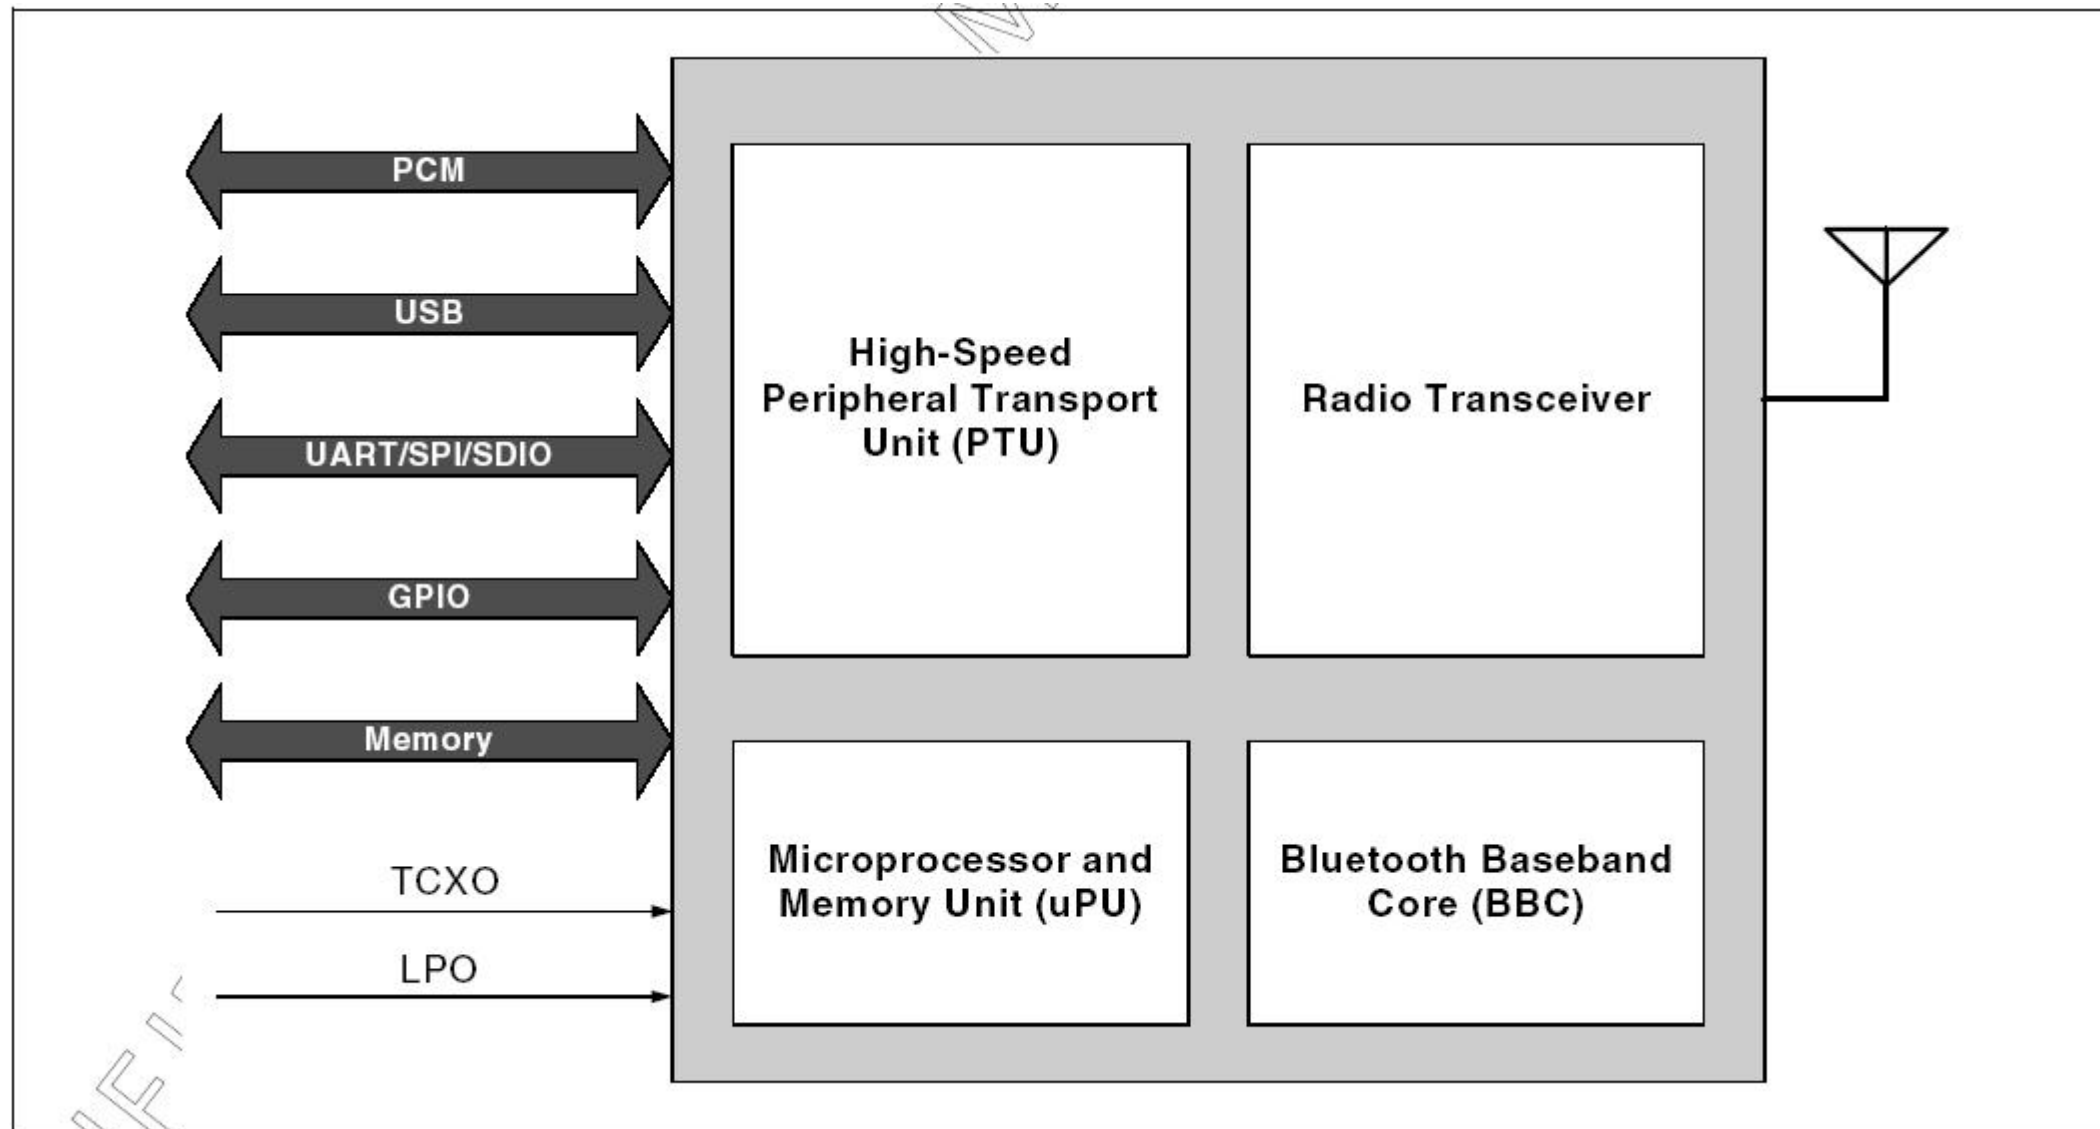 PCM
USB
UART/SPI/SDIO
GPIO
Memory
TCXO
LPO
High-Speed
Peripheral Transport
Unit (PTU)
Radio Transceiver
Microprocessor and
Memory Unit (uPU)
Bluetooth Baseband
Core (BBC)